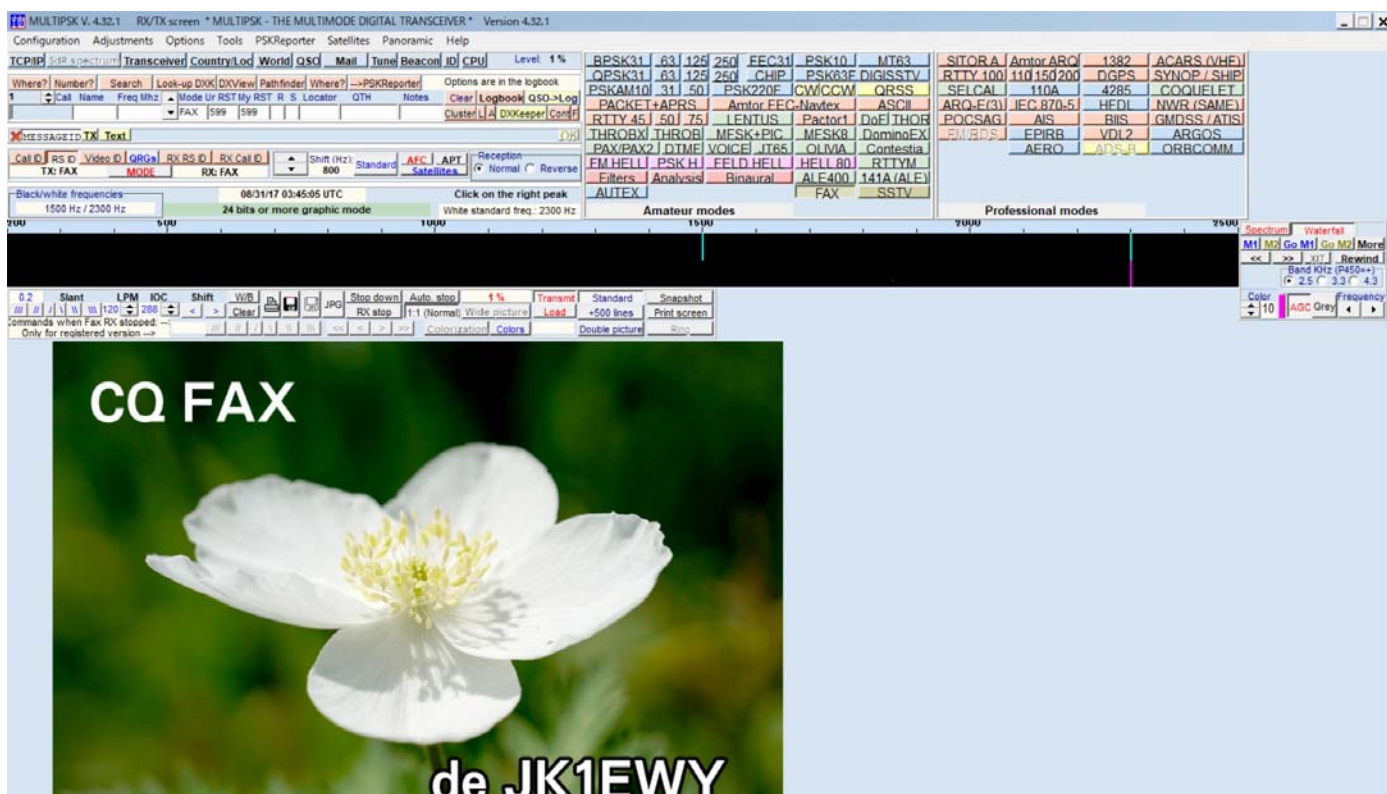 MULTIPSK V. 4.32.1 RX/TX screen * MULTIPSK - THE MULTIMODE DIGITAL TRANSCEIVER * Version 4.32.1
Configuration Adjustments Options Tools PSKReporter Satellites Panoramic Help
TCP/IP SdR spectrum Transceiver Country/Loc World QSO Mail Tune Beacon ID CPU Level: 1 %
Where? Number? Search Look-up DXK DXView Pathfinder Where? -->PSKReporter Options are in the logbook
1 Call Name Freq Mhz Mode Ur RST My RST R S Locator QTH Notes Clear Logbook QSO->Log
FAX 599 599 Cluster L A DXKeeper Cont F
MESSAGEID TX Text OK
Call ID RS ID Video ID QRGs RX RS ID RX Call ID Shift (Hz): Standard AFC APT Reception
TX: FAX MODE RX: FAX 800 Satellites Normal Reverse
Black/white frequencies 08/31/17 03:45:05 UTC Click on the right peak
1500 Hz / 2300 Hz 24 bits or more graphic mode White standard freq.: 2300 Hz
BPSK31 63 125 250 FEC31 PSK10 MT63
QPSK31 63 125 250 CHIP PSK63F DIGISSTV
PSKAM10 31 50 PSK220F CW CCW QRSS
PACKET+APRS Amtor FEC-Navtex ASCII
RTTY 45 50 75 LENTUS Pactor1 DoF THOR
THROBX THROB MFSK+PIC MFSK8 DominoEX
PAX/PAX2 DTMF VOICE JT65 OLIVIA Contestia
FM HELL PSK H FELD HELL HELL 80 RTTYM
Filters Analysis Binaural ALE400 141A (ALE)
AUTEX FAX SSTV
Amateur modes
SITOR A Amtor ARQ 1382 ACARS (VHF)
RTTY 100 110 150 200 DGPS SYNOP / SHIP
SELCAL 110A 4285 COQUELET
ARQ-E(3) IEC 870-5 HFDL NWR (SAME)
POCSAG AIS BIIS GMDSS / ATIS
FM/RDS EPIRB VDL2 ARGOS
AERO ADS-B ORBCOMM
Professional modes
500 1000 1500 2000 2500
Spectrum Waterfall
M1 M2 Go M1 Go M2 More
<< >> XIT Rewind
Band KHz (P450=+)
2.5 3.3 4.3
Color Frequency
10 AGC Grey
0.2 Slant LPM IOC Shift W/B JPG Stop down Auto. stop 1 % Transmit Standard Snapshot
/// // / \ \\ \\\ 120 288 < > Clear RX stop 1:1 (Normal) Wide picture Load +500 lines Print screen
Commands when Fax RX stopped: --
Only for registered version --> /// // / \ \\ \\\ << < > >> Colorization Colors Double picture Ring
CQ FAX
de JK1EWY